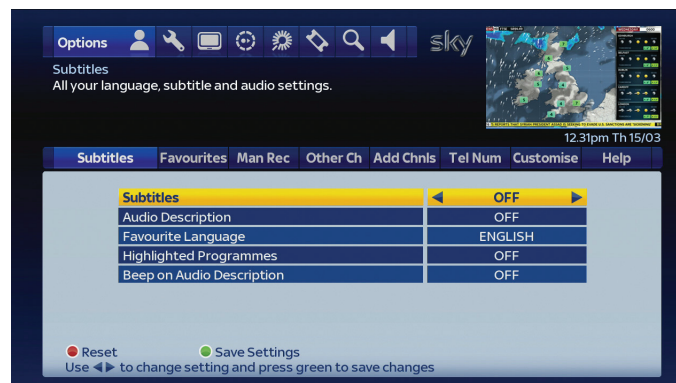 Options
sky
Subtitles
All your language, subtitle and audio settings.
12.31pm Th 15/03
Subtitles Favourites Man Rec Other Ch Add Chnls Tel Num Customise Help
Subtitles OFF
Audio Description OFF
Favourite Language ENGLISH
Highlighted Programmes OFF
Beep on Audio Description OFF
Reset Save Settings
Use ◀▶ to change setting and press green to save changes